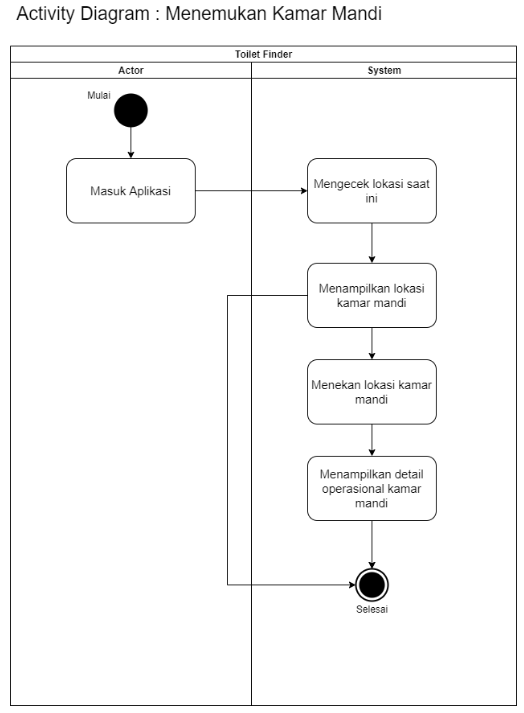 Activity Diagram : Menemukan Kamar Mandi
Toilet Finder
Actor
System
Mulai
Masuk Aplikasi
Mengecek lokasi saat
ini
Menampilkan lokasi
kamar mandi
Menekan lokasi kamar
mandi
Menampilkan detail
operasional kamar
mandi
Selesai